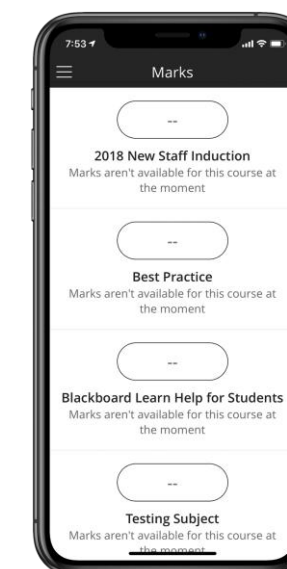 7:53
Marks
--
2018 New Staff Induction
Marks aren't available for this course at
the moment
--
Best Practice
Marks aren't available for this course at
the moment
--
Blackboard Learn Help for Students
Marks aren't available for this course at
the moment
--
Testing Subject
Marks aren't available for this course at
the moment